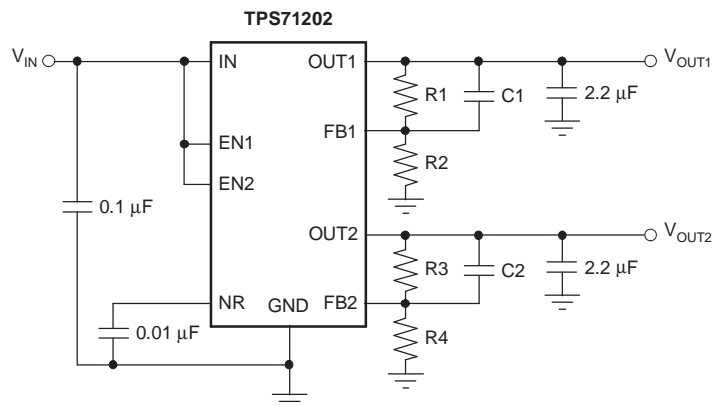 TPS71202
V_IN
IN
OUT1
V_OUT1
R1
C1
2.2 µF
EN1
FB1
EN2
R2
0.1 µF
OUT2
V_OUT2
R3
C2
2.2 µF
NR
GND
FB2
0.01 µF
R4